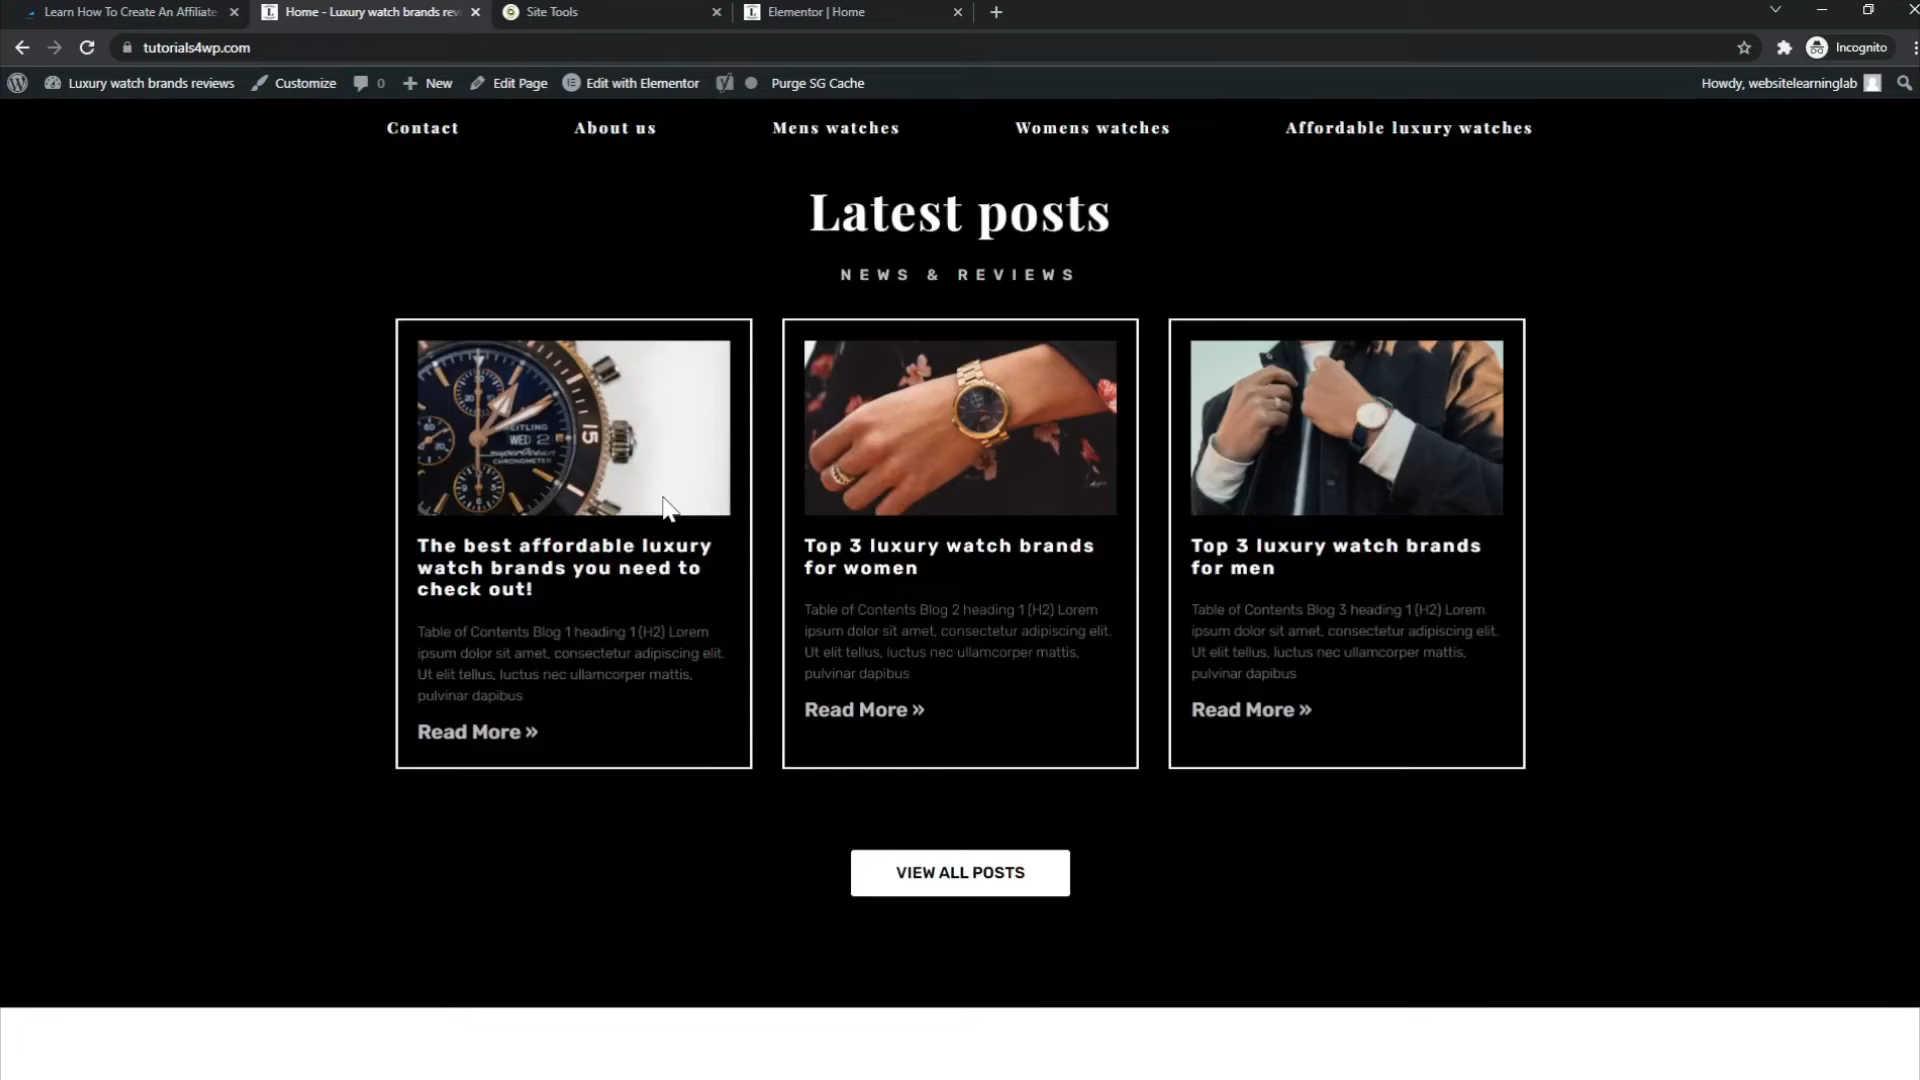 Learn How To Create An Affiliate
Home - Luxury watch brands rev
Site Tools
Elementor | Home
tutorials4wp.com
Incognito
Luxury watch brands reviews
Customize
0
New
Edit Page
Edit with Elementor
Purge SG Cache
Howdy, websitelearninglab
Contact
About us
Mens watches
Womens watches
Affordable luxury watches
Latest posts
NEWS & REVIEWS
BREITLING
WED 2
15
superOcean
CHRONOMETER
The best affordable luxury
watch brands you need to
check out!
Table of Contents Blog 1 heading 1 (H2) Lorem
ipsum dolor sit amet, consectetur adipiscing elit.
Ut elit tellus, luctus nec ullamcorper mattis,
pulvinar dapibus
Read More »
Top 3 luxury watch brands
for women
Table of Contents Blog 2 heading 1 (H2) Lorem
ipsum dolor sit amet, consectetur adipiscing elit.
Ut elit tellus, luctus nec ullamcorper mattis,
pulvinar dapibus
Read More »
Top 3 luxury watch brands
for men
Table of Contents Blog 3 heading 1 (H2) Lorem
ipsum dolor sit amet, consectetur adipiscing elit.
Ut elit tellus, luctus nec ullamcorper mattis,
pulvinar dapibus
Read More »
VIEW ALL POSTS